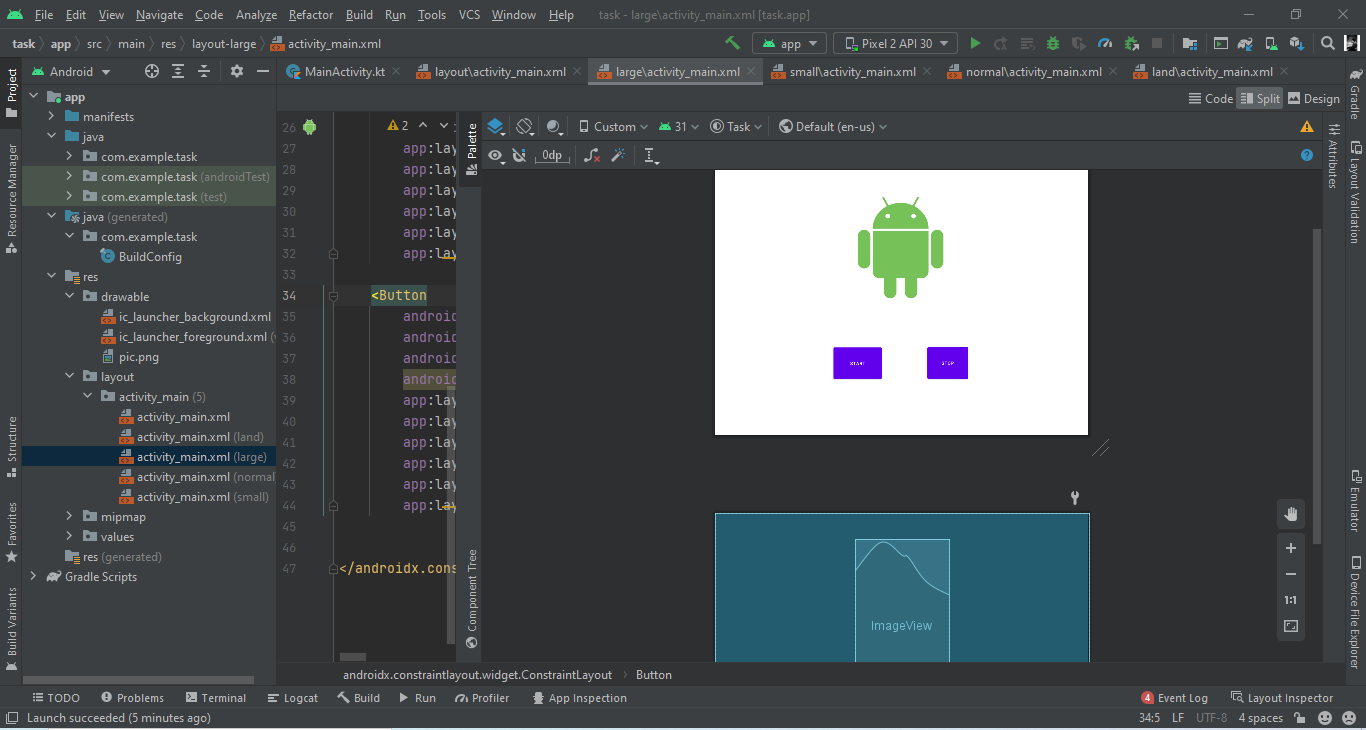 File Edit View Navigate Code Analyze Refactor Build Run Tools VCS Window Help task - large\activity_main.xml [task.app]
task app src main res layout-large activity_main.xml app Pixel 2 API 30
Android MainActivity.kt layout\activity_main.xml large\activity_main.xml small\activity_main.xml normal\activity_main.xml land\activity_main.xml
Code Split Design
Project
Resource Manager
Structure
Favorites
Build Variants
app
manifests
java
com.example.task
com.example.task (androidTest)
com.example.task (test)
java (generated)
com.example.task
BuildConfig
res
drawable
ic_launcher_background.xml
ic_launcher_foreground.xml (
pic.png
layout
activity_main (5)
activity_main.xml
activity_main.xml (land)
activity_main.xml (large)
activity_main.xml (normal
activity_main.xml (small)
mipmap
values
res (generated)
Gradle Scripts
2
26
27 app:lay
28 app:lay
29 app:lay
30 app:lay
31 app:lay
32 app:lay
33
34 <Button
35 android
36 android
37 android
38 android
39 app:lay
40 app:lay
41 app:lay
42 app:lay
43 app:lay
44 app:lay
45
46
47 </androidx.cons
Palette
Component Tree
Custom 31 Task Default (en-us)
0dp
START STOP
ImageView
1:1
Attributes
Gradle
Layout Validation
Emulator
Device File Explorer
androidx.constraintlayout.widget.ConstraintLayout Button
TODO Problems Terminal Logcat Build Run Profiler App Inspection 4 Event Log Layout Inspector
Launch succeeded (5 minutes ago) 34:5 LF UTF-8 4 spaces